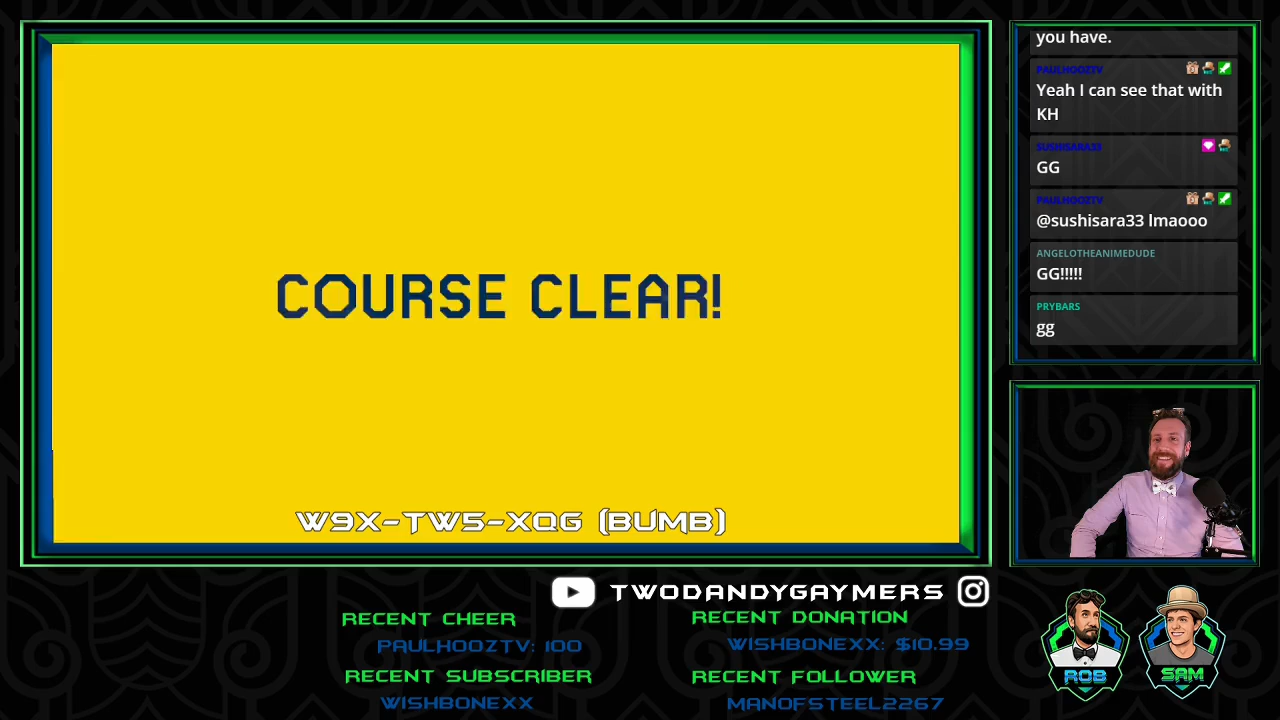 COURSE CLEAR!
W9X-TW5-XQG (BUMB)
you have.
PAULHOOZTV
Yeah I can see that with
KH
SUSHISARA33
GG
PAULHOOZTV
@sushisara33 lmaooo
ANGELOTHEANIMEDUDE
GG!!!!!
PRYBARS
gg
TWODANDYGAYMERS
RECENT CHEER
PAULHOOZTV: 100
RECENT SUBSCRIBER
WISHBONEXX
RECENT DONATION
WISHBONEXX: $10.99
RECENT FOLLOWER
MANOFSTEEL2267
ROB
SAM